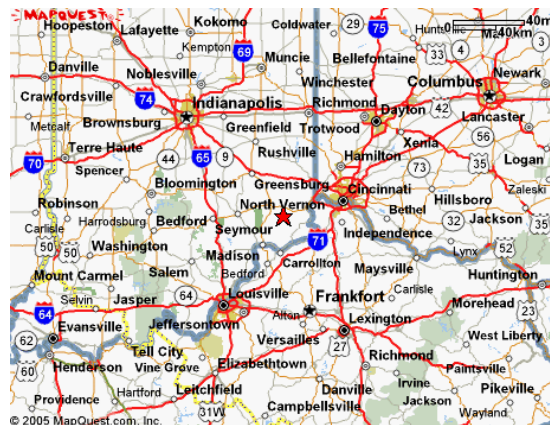 MAPQUEST
Kokomo
Coldwater
29
75
40m
40km
Hoopeston
Lafayette
Kempton
69
33
4
Danville
Noblesville
Muncie
Bellefontaine
3
Crawfordsville
74
Winchester
Columbus
Newark
Indianapolis
Richmond
Dayton
42
Metcalf
Brownsburg
Greenfield
Trotwood
Lancaster
Terre Haute
Rushville
Xenia
56
70
44
65
9
Hamilton
35
Logan
Spencer
Greensburg
73
Zaleski
Bloomington
Cincinnati
35
Robinson
North Vernon
Hillsboro
Harrodsburg
Bedford
Bethel
32
Jackson
Carlisle
Seymour
71
Independence
50
50
Washington
Madison
Lynx
52
Mount Carmel
Salem
Bedford
Carrollton
Maysville
Huntington
Selvin
Jasper
64
Louisville
Frankfort
Carlisle
64
Morehead
Evansville
Jeffersontown
Alton
Lexington
23
62
Tell City
Versailles
27
West Liberty
60
Henderson
Vine Grove
Elizabethtown
Richmond
Paintsville
Hartford
Leitchfield
Danville
Irvine
Pikeville
Providence
31W
Campbellsville
Jackson
Wayland
© 2005 MapQuest.com, Inc.